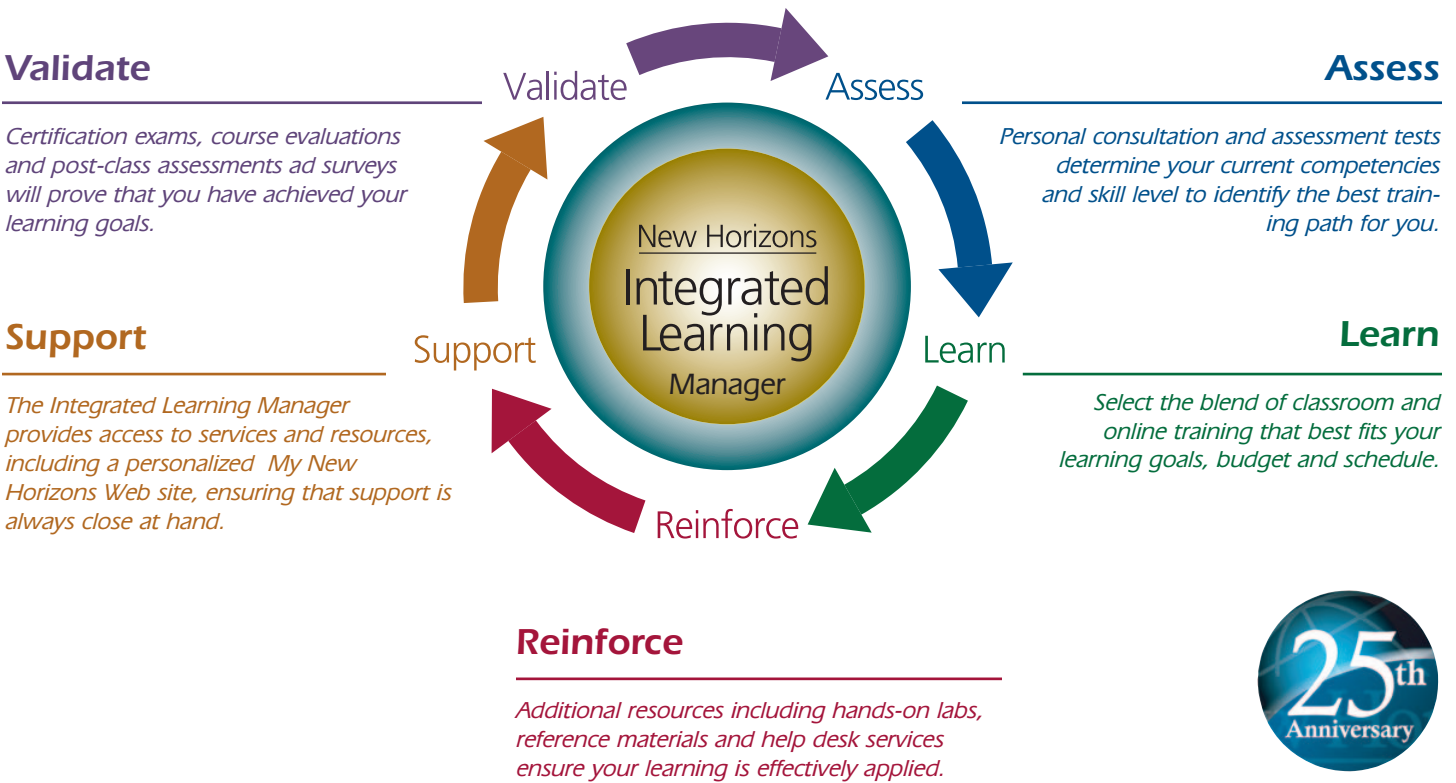 Validate
Certification exams, course evaluations
and post-class assessments ad surveys
will prove that you have achieved your
learning goals.
Support
The Integrated Learning Manager
provides access to services and resources,
including a personalized My New
Horizons Web site, ensuring that support is
always close at hand.
Validate
Assess
Learn
Reinforce
Support
New Horizons
Integrated
Learning
Manager
Assess
Personal consultation and assessment tests
determine your current competencies
and skill level to identify the best train-
ing path for you.
Learn
Select the blend of classroom and
online training that best fits your
learning goals, budget and schedule.
Reinforce
Additional resources including hands-on labs,
reference materials and help desk services
ensure your learning is effectively applied.
25th
Anniversary